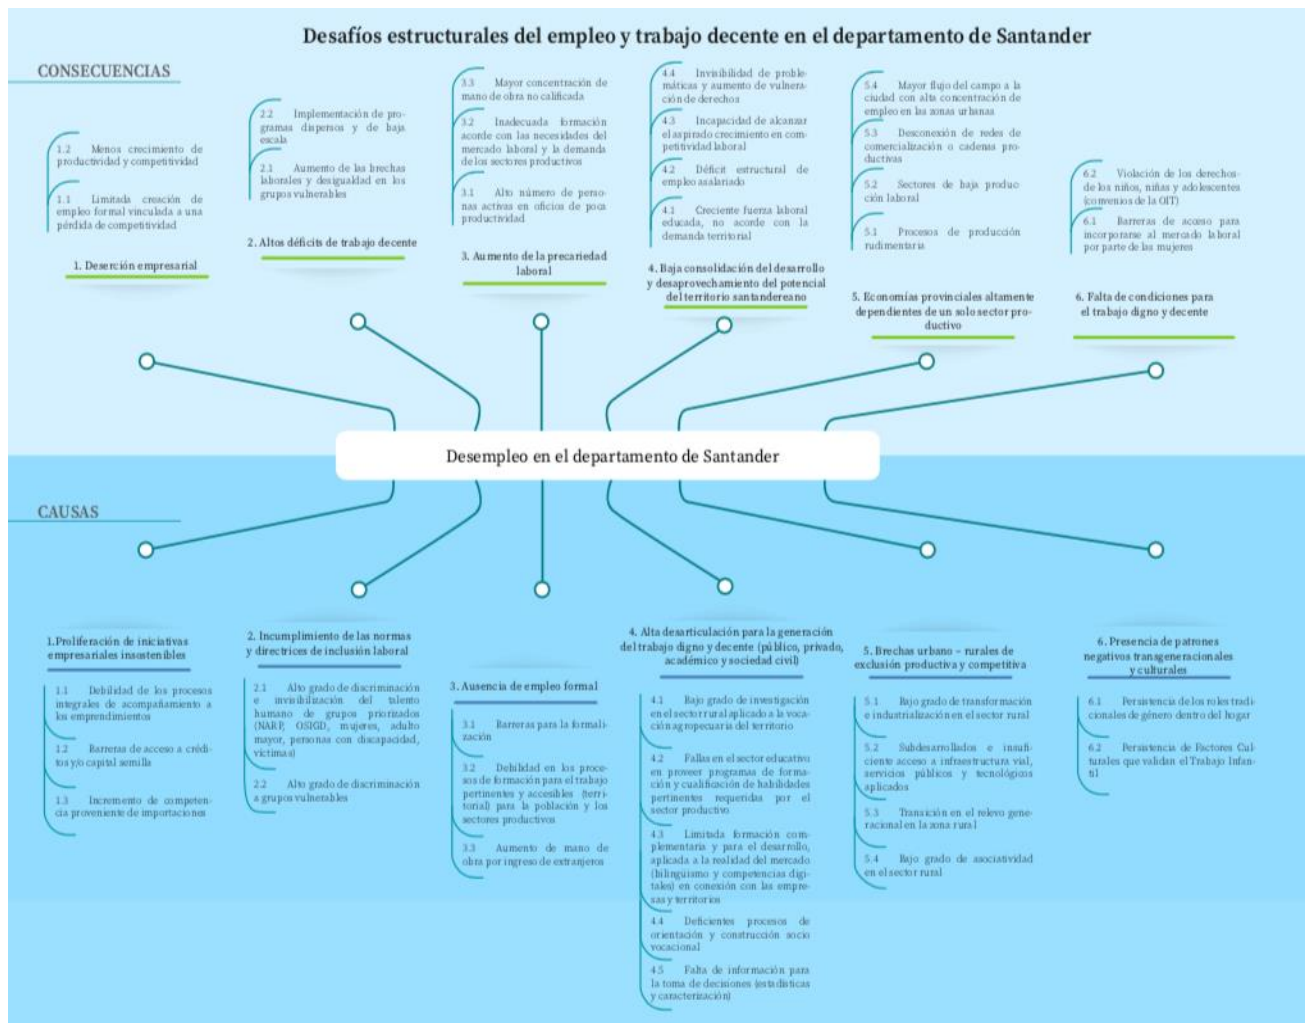 Desafíos estructurales del empleo y trabajo decente en el departamento de Santander
CONSECUENCIAS
1.2 Menos crecimiento de
productividad y competitividad
1.1 Limitada creación de
empleo formal vinculada a una
pérdida de competitividad
1. Deserción empresarial
2.2 Implementación de pro-
gramas dispersos y de baja
escala
2.1 Aumento de las brechas
laborales y desigualdad en los
grupos vulnerables
2. Altos déficits de trabajo decente
3.3 Mayor concentración de
mano de obra no calificada
3.2 Inadecuada formación
acorde con las necesidades del
mercado laboral y la demanda
de los sectores productivos
3.1 Alto número de perso-
nas activas en oficios de poca
productividad
3. Aumento de la precariedad
laboral
4.4 Invisibilidad de proble-
máticas y aumento de vulnera-
ción de derechos
4.3 Incapacidad de alcanzar
el aspirado crecimiento en com-
petitividad laboral
4.2 Déficit estructural de
empleo asalariado
4.1 Creciente fuerza laboral
educada, no acorde con la
demanda territorial
4. Baja consolidación del desarrollo
y desaprovechamiento del potencial
del territorio santandereano
5.4 Mayor flujo del campo a la
ciudad con alta concentración de
empleo en las zonas urbanas
5.3 Desconexión de redes de
comercialización o cadenas pro-
ductivas
5.2 Sectores de baja produc
ción laboral
5.1 Procesos de producción
rudimentaria
5. Economías provinciales altamente
dependientes de un solo sector pro-
ductivo
6.2 Violación de los derechos-
de los niños, niñas y adolescentes
(convenios de la OIT)
6.1 Barreras de acceso para
incorporarse al mercado laboral
por parte de las mujeres
6. Falta de condiciones para
el trabajo digno y decente
Desempleo en el departamento de Santander
CAUSAS
1.Proliferación de iniciativas
empresariales insostenibles
1.1 Debilidad de los procesos
integrales de acompañamiento a
los emprendimientos
1.2 Barreras de acceso a crédi-
tos y/o capital semilla
1.3 Incremento de competen-
cia proveniente de importaciones
2. Incumplimiento de las normas
y directrices de inclusión laboral
2.1 Alto grado de discriminación
e invisibilización del talento
humano de grupos priorizados
(NARP, OSIGD, mujeres, adulto
mayor, personas con discapacidad,
víctimas)
2.2 Alto grado de discriminación
a grupos vulnerables
3. Ausencia de empleo formal
3.1 Barreras para la formali-
zación
3.2 Debilidad en los proce-
sos de formación para el trabajo
pertinentes y accesibles (terri-
torial) para la población y los
sectores productivos
3.3 Aumento de mano de
obra por ingreso de extranjeros
4. Alta desarticulación para la generación
del trabajo digno y decente (público, privado,
académico y sociedad civil)
4.1 Bajo grado de investigación
en el sector rural aplicado a la voca-
ción agropecuaria del territorio
4.2 Fallas en el sector educativo
en proveer programas de forma-
ción y cualificación de habilidades
pertinentes requeridas por el
sector productivo
4.3 Limitada formación com-
plementaria y para el desarrollo,
aplicada a la realidad del mercado
(bilingüismo y competencias digi-
tales) en conexión con las empre-
sas y territorios
4.4 Deficientes procesos de
orientación y construcción socio
vocacional
4.5 Falta de información para
la toma de decisiones (estadísticas
y caracterización)
5. Brechas urbano – rurales de
exclusión productiva y competitiva
5.1 Bajo grado de transformación
e industrialización en el sector rural
5.2 Subdesarrollados e insufi-
ciente acceso a infraestructura vial,
servicios públicos y tecnológicos
aplicados
5.3 Transición en el relevo gene-
racional en la zona rural
5.4 Bajo grado de asociatividad
en el sector rural
6. Presencia de patrones
negativos transgeneracionales
y culturales
6.1 Persistencia de los roles tradi
cionales de género dentro del hogar
6.2 Persistencia de Factores Cul-
turales que validan el Trabajo Infan-
til